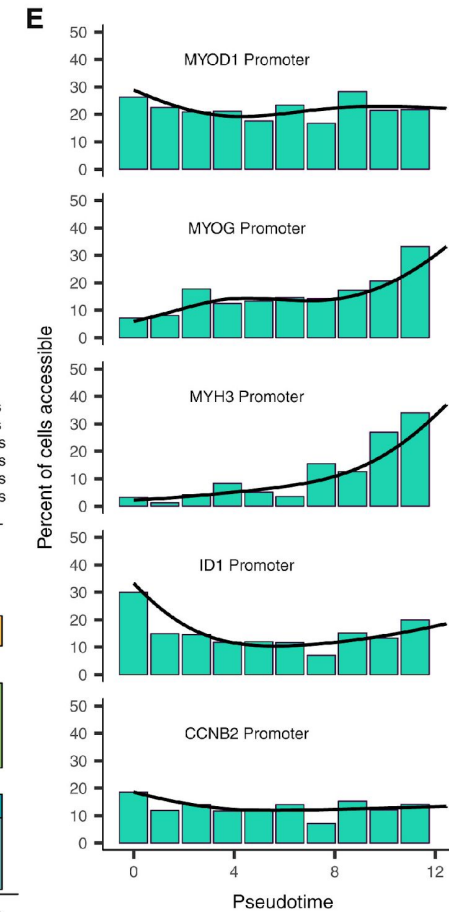 E
MYOD1 Promoter
50
40
30
20
10
0
MYOG Promoter
50
40
30
20
10
0
MYH3 Promoter
50
40
30
20
10
0
ID1 Promoter
50
40
30
20
10
0
CCNB2 Promoter
50
40
30
20
10
0
Percent of cells accessible
0 4 8 12
Pseudotime
s
s
s
s
s
s